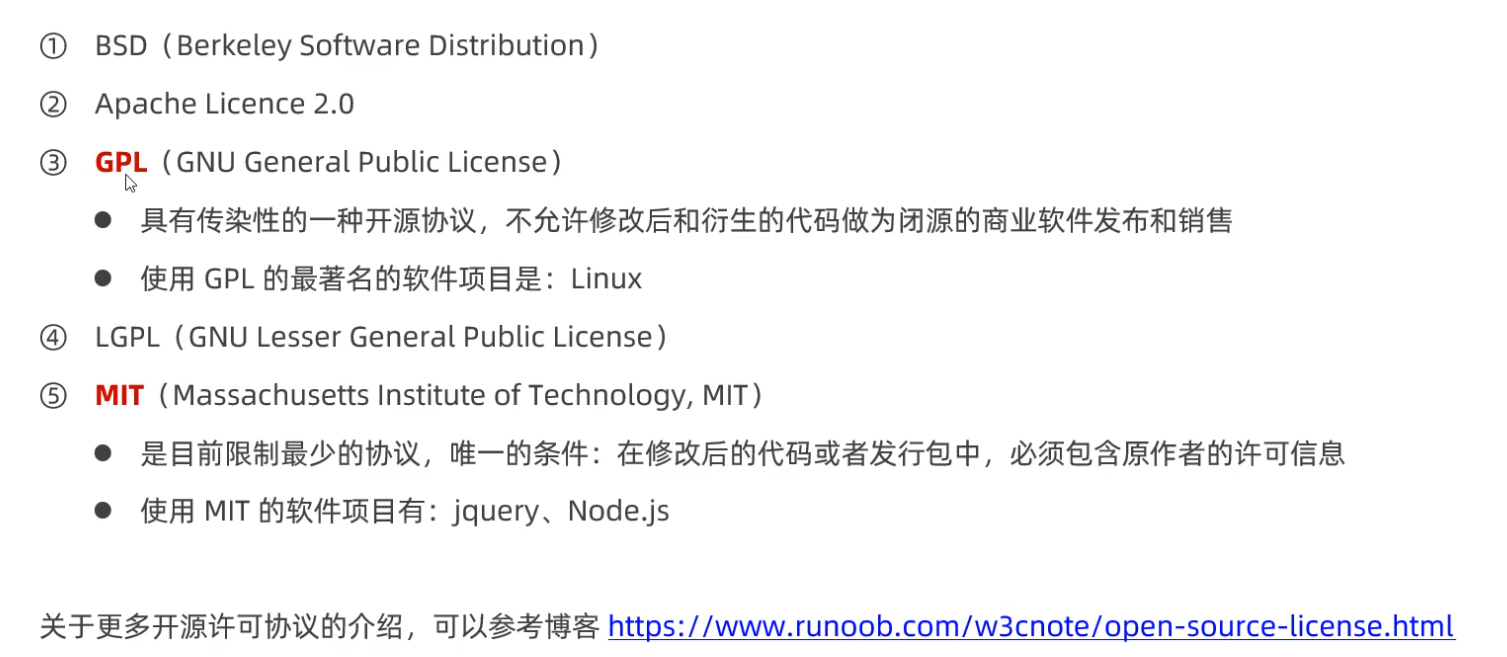 ① BSD（Berkeley Software Distribution）
② Apache Licence 2.0
③ GPL（GNU General Public License）
● 具有传染性的一种开源协议，不允许修改后和衍生的代码做为闭源的商业软件发布和销售
● 使用 GPL 的最著名的软件项目是：Linux
④ LGPL（GNU Lesser General Public License）
⑤ MIT（Massachusetts Institute of Technology, MIT）
● 是目前限制最少的协议，唯一的条件：在修改后的代码或者发行包中，必须包含原作者的许可信息
● 使用 MIT 的软件项目有：jquery、Node.js
关于更多开源许可协议的介绍，可以参考博客 https://www.runoob.com/w3cnote/open-source-license.html